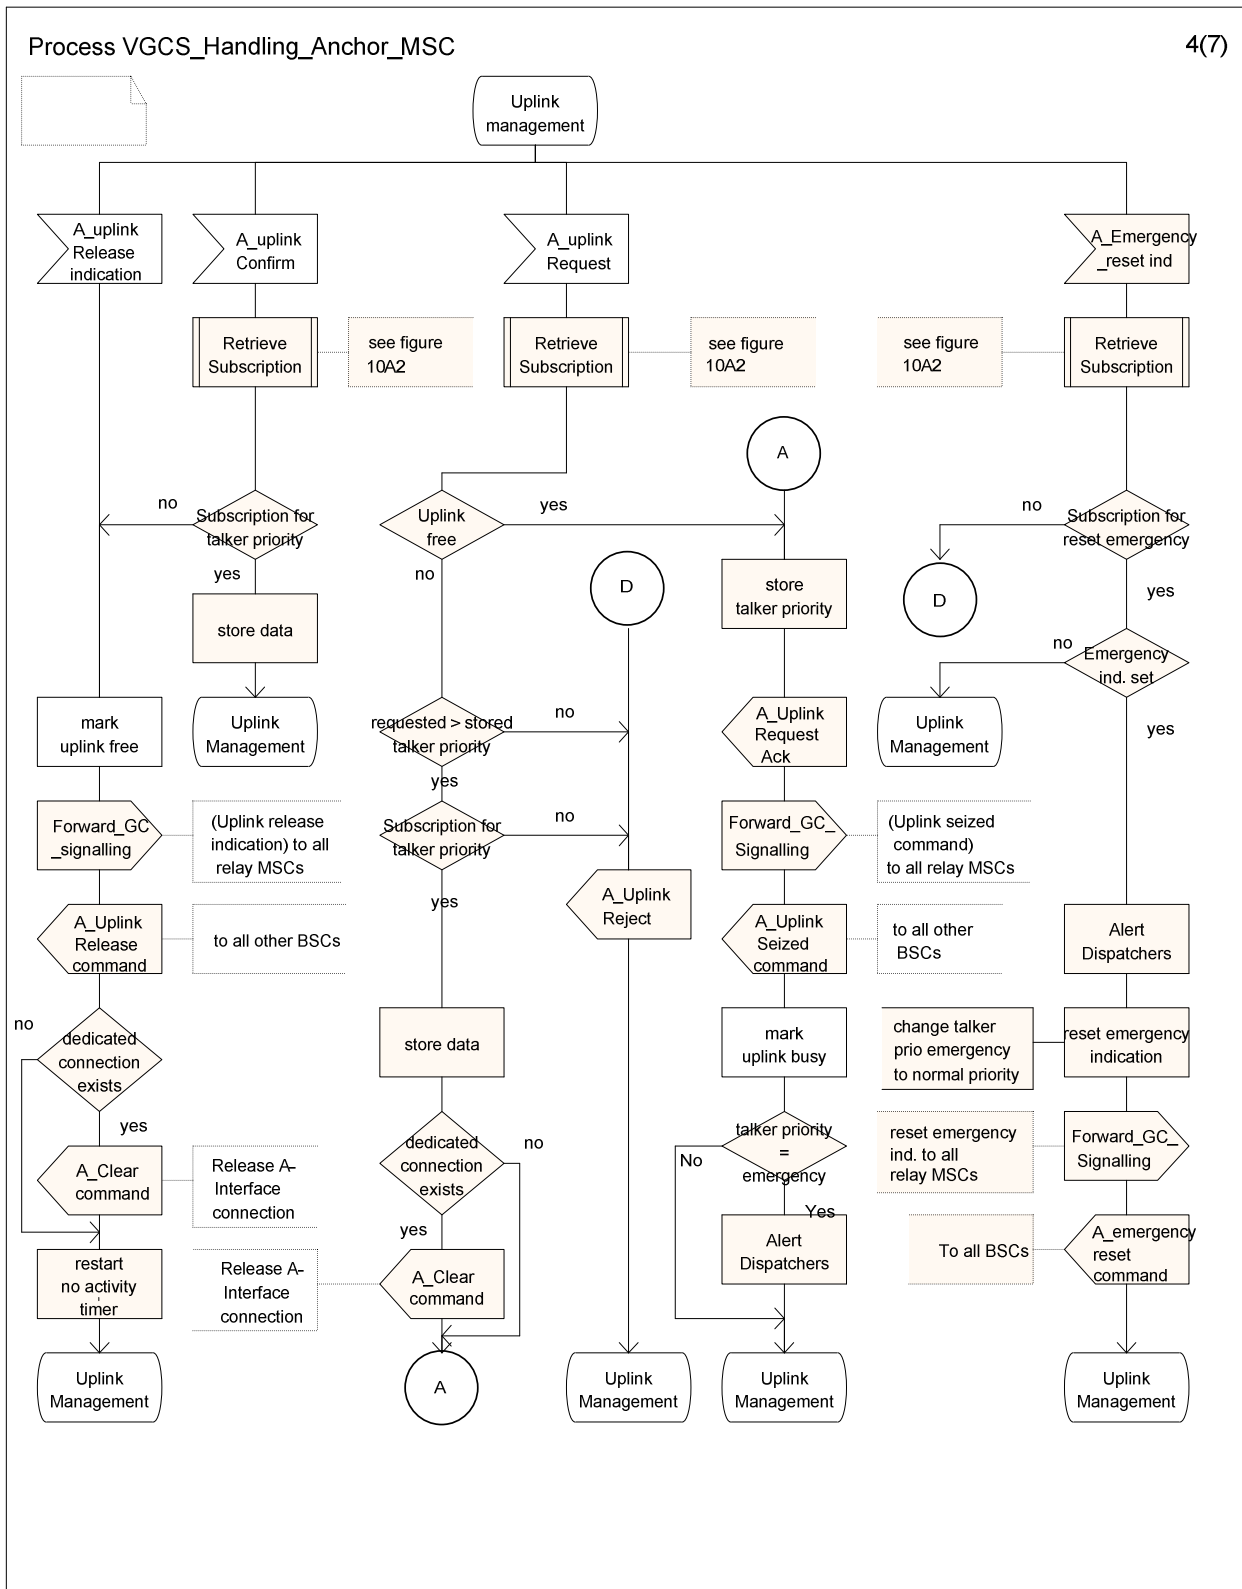 Process VGCS_Handling_Anchor_MSC
4(7)
Uplink
management
A_uplink
Release
indication
A_uplink
Confirm
A_uplink
Request
A_Emergency
_reset ind
Retrieve
Subscription
see figure
10A2
Retrieve
Subscription
see figure
10A2
see figure
10A2
Retrieve
Subscription
A
no
Subscription for
talker priority
yes
Uplink
free
yes
no
no
Subscription for
reset emergency
yes
D
D
store data
store
talker priority
no
Emergency
ind. set
yes
mark
uplink free
Uplink
Management
requested > stored
talker priority
no
yes
A_Uplink
Request
Ack
Uplink
Management
Forward_GC
_signalling
(Uplink release
indication) to all
relay MSCs
Subscription for
talker priority
no
yes
Forward_GC_
Signalling
(Uplink seized
command)
to all relay MSCs
A_Uplink
Reject
A_Uplink
Release
command
to all other BSCs
A_Uplink
Seized
command
to all other
BSCs
Alert
Dispatchers
no
dedicated
connection
exists
yes
store data
mark
uplink busy
change talker
prio emergency
to normal priority
reset emergency
indication
A_Clear
command
Release A-
Interface
connection
dedicated
connection
exists
no
yes
talker priority
=
emergency
No
Yes
reset emergency
ind. to all
relay MSCs
Forward_GC_
Signalling
restart
no activity
timer
Release A-
Interface
connection
A_Clear
command
Alert
Dispatchers
To all BSCs
A_emergency
reset
command
Uplink
Management
A
Uplink
Management
Uplink
Management
Uplink
Management